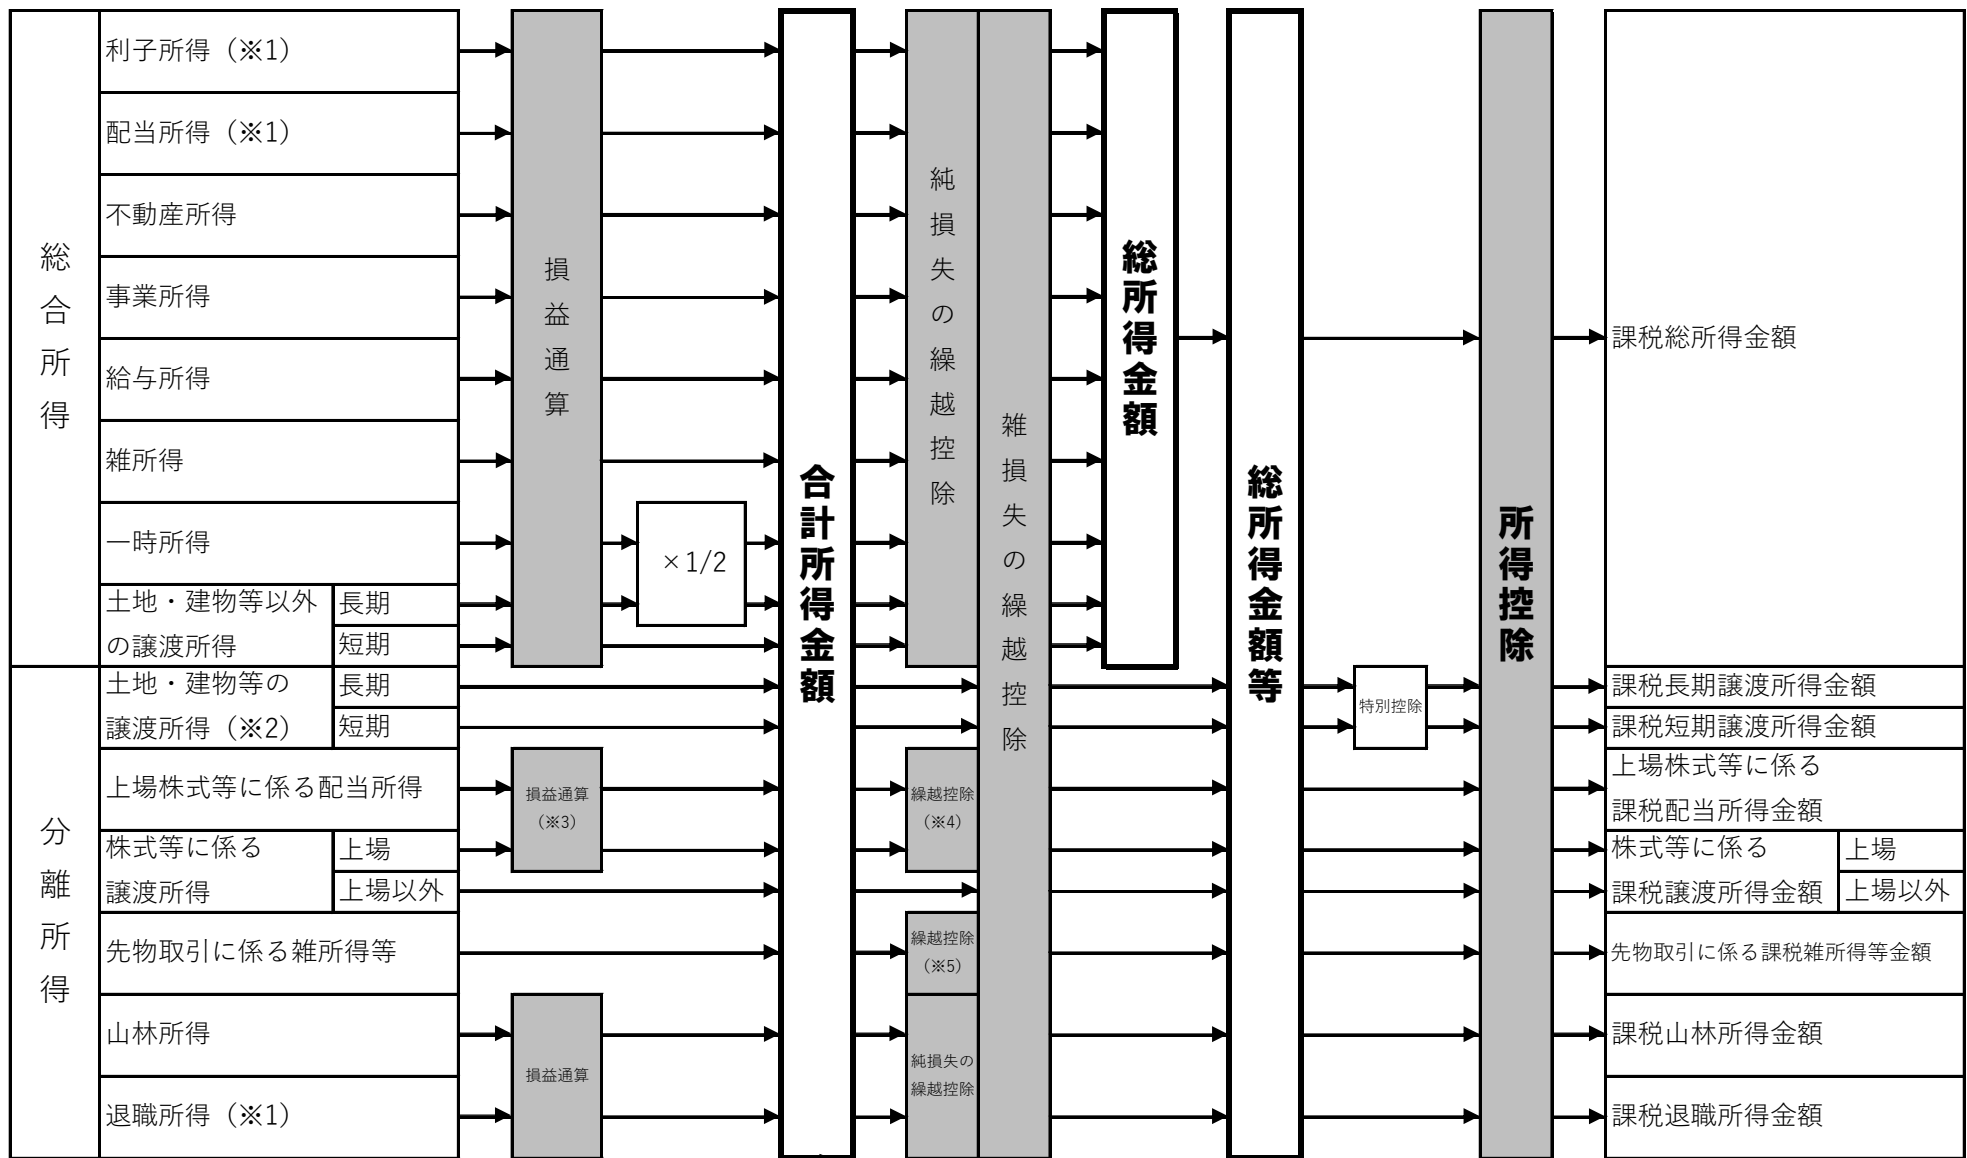 総合所得
利子所得（※1）
配当所得（※1）
不動産所得
事業所得
給与所得
雑所得
一時所得
土地・建物等以外
の譲渡所得
長期
短期
分離所得
土地・建物等の
譲渡所得（※2）
長期
短期
上場株式等に係る配当所得
株式等に係る
譲渡所得
上場
上場以外
先物取引に係る雑所得等
山林所得
退職所得（※1）
損益通算
×1/2
損益通算
（※3）
損益通算
合計所得金額
純損失の繰越控除
繰越控除
（※4）
繰越控除
（※5）
純損失の
繰越控除
雑損失の繰越控除
総所得金額
総所得金額等
特別控除
所得控除
課税総所得金額
課税長期譲渡所得金額
課税短期譲渡所得金額
上場株式等に係る
課税配当所得金額
株式等に係る
課税譲渡所得金額
上場
上場以外
先物取引に係る課税雑所得等金額
課税山林所得金額
課税退職所得金額